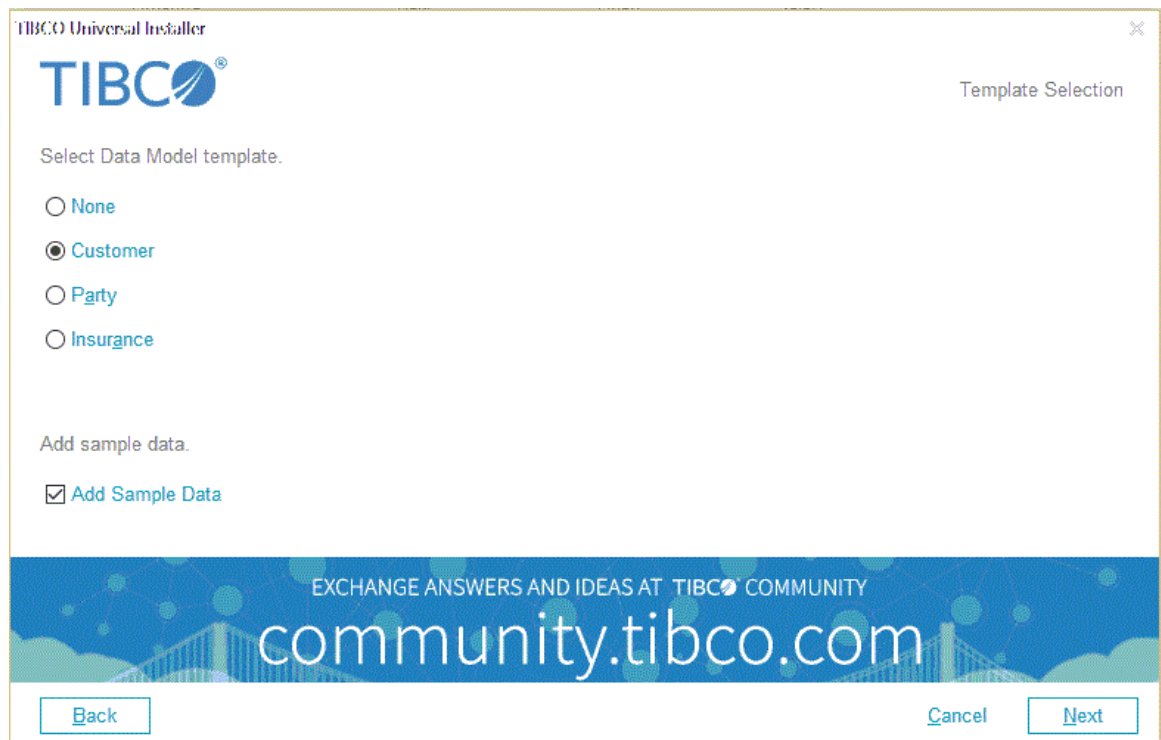 TIBCO Universal Installer
TIBCO®
Template Selection
Select Data Model template.
None
Customer
Party
Insurance
Add sample data.
Add Sample Data
EXCHANGE ANSWERS AND IDEAS AT TIBCO COMMUNITY
community.tibco.com
Back
Cancel
Next